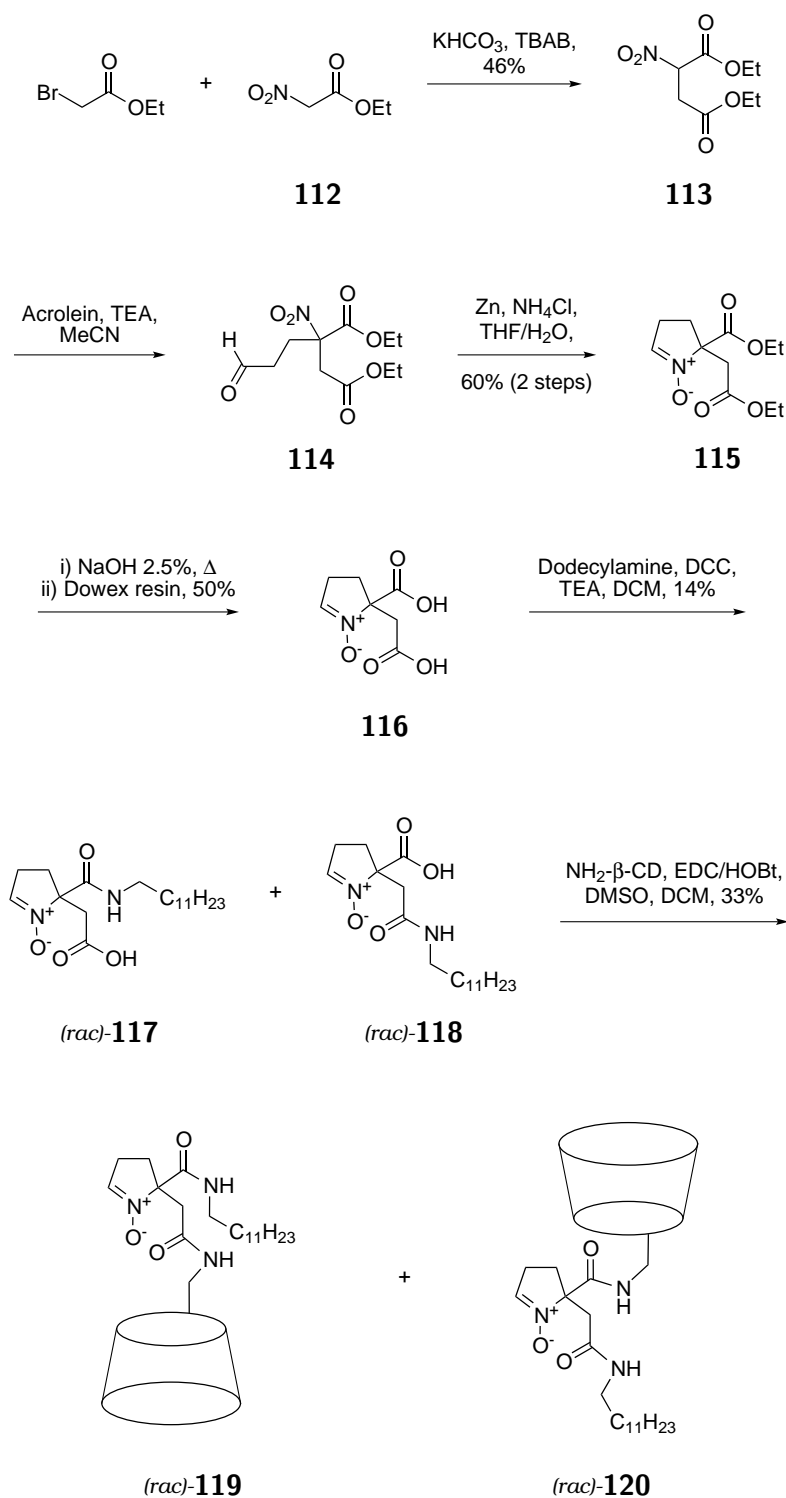 Br
O
OEt
+
O₂N
O
OEt
KHCO₃, TBAB,
46%
O₂N
O
OEt
OEt
O
112
113
Acrolein, TEA,
MeCN
H
O
O₂N
O
OEt
OEt
O
Zn, NH₄Cl,
THF/H₂O,
60% (2 steps)
O
OEt
N⁺
O⁻
O
OEt
114
115
i) NaOH 2.5%, Δ
ii) Dowex resin, 50%
O
OH
N⁺
O⁻
O
OH
Dodecylamine, DCC,
TEA, DCM, 14%
116
O
N
H
C₁₁H₂₃
N⁺
O⁻
O
OH
+
O
OH
N⁺
O⁻
O
NH
C₁₁H₂₃
NH₂-β-CD, EDC/HOBt,
DMSO, DCM, 33%
(rac)-117
(rac)-118
O
NH
N⁺
O⁻
C₁₁H₂₃
O
NH
+
O
N
H
N⁺
O⁻
O
NH
C₁₁H₂₃
(rac)-119
(rac)-120